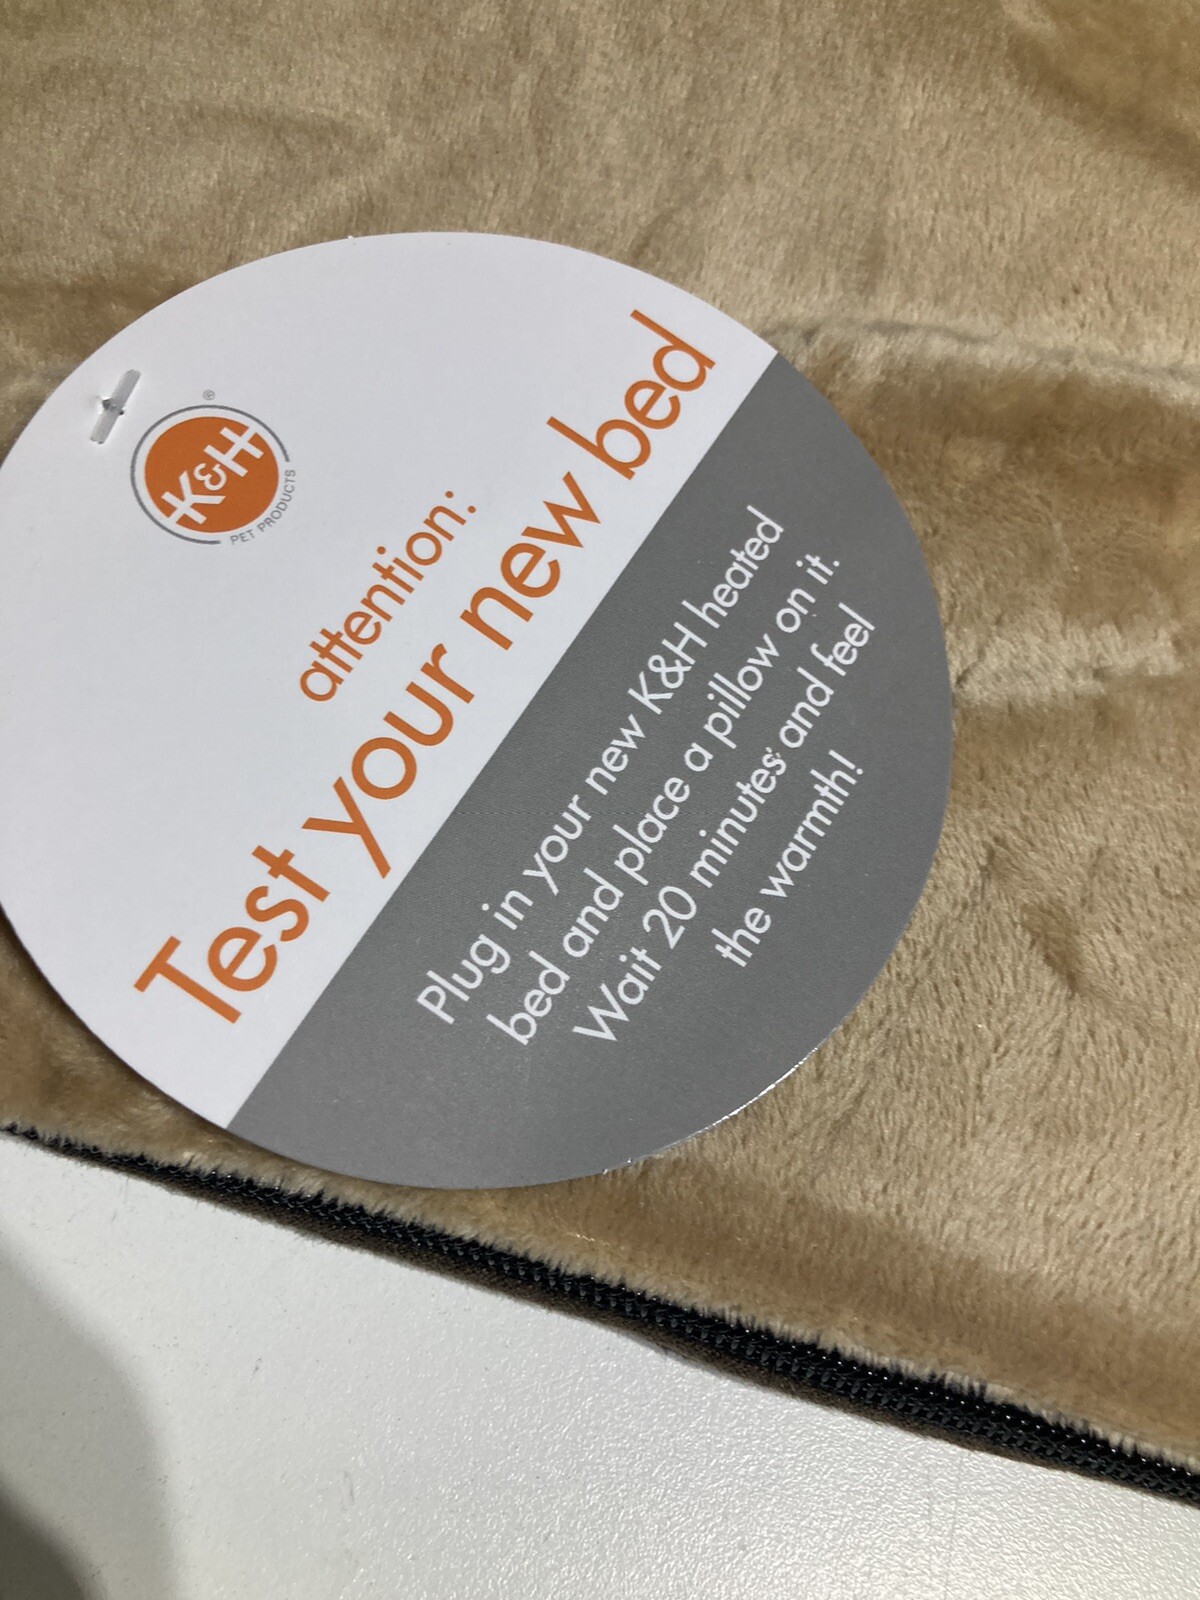 K&H
®
PET PRODUCTS
attention:
Test your new bed
Plug in your new K&H heated
bed and place a pillow on it.
Wait 20 minutes and feel
the warmth!